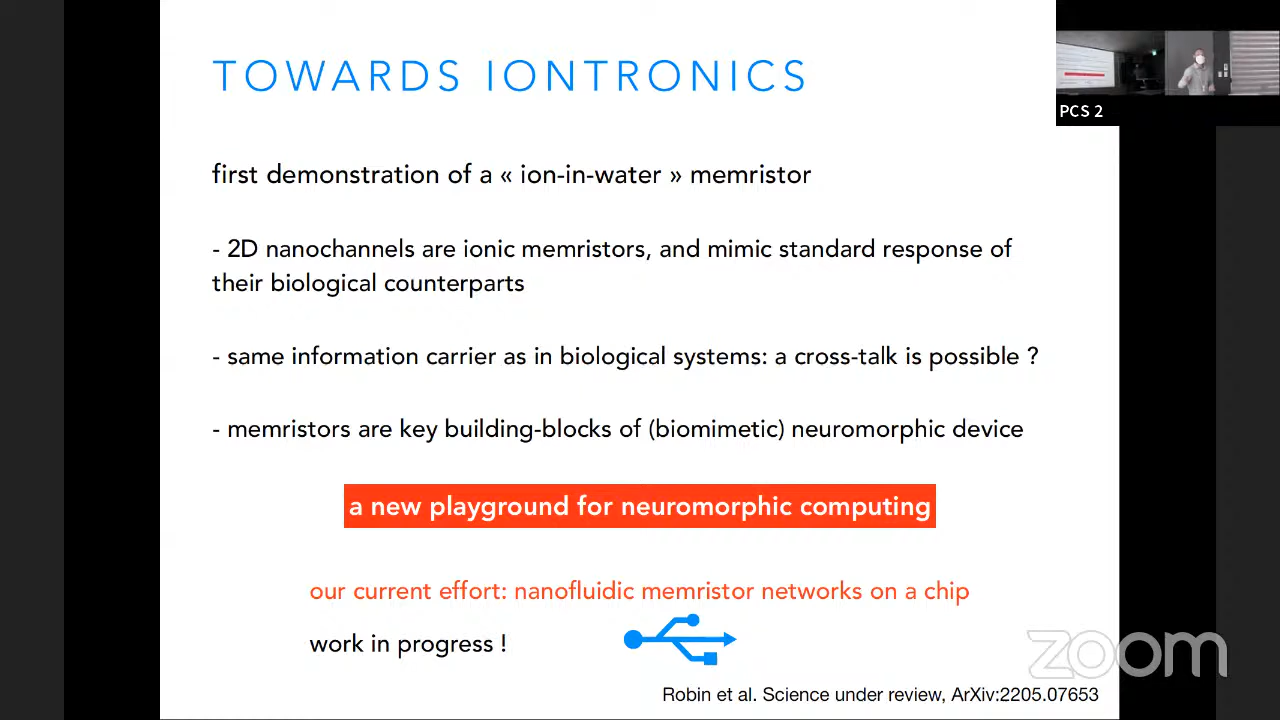 TOWARDS IONTRONICS
PCS 2
first demonstration of a « ion-in-water » memristor
- 2D nanochannels are ionic memristors, and mimic standard response of
their biological counterparts
- same information carrier as in biological systems: a cross-talk is possible ?
- memristors are key building-blocks of (biomimetic) neuromorphic device
a new playground for neuromorphic computing
our current effort: nanofluidic memristor networks on a chip
work in progress !
zoom
Robin et al. Science under review, ArXiv:2205.07653